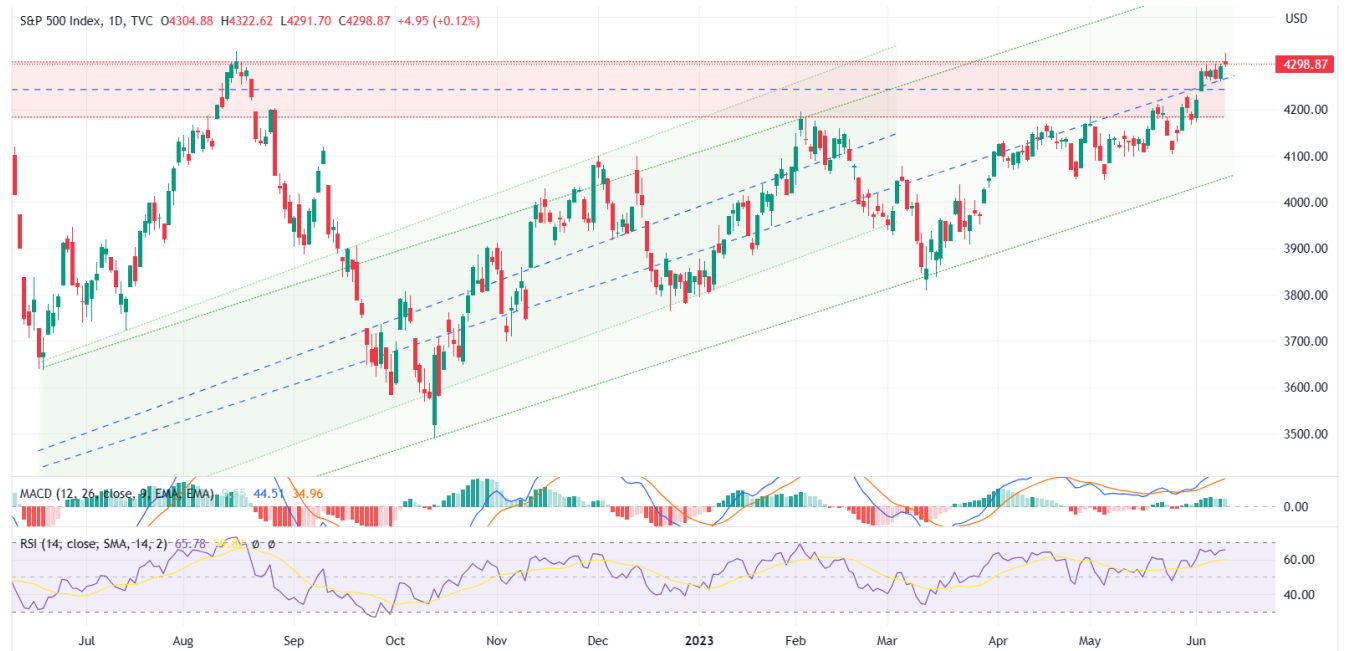 S&P 500 Index, 1D, TVC O4304.88 H4322.62 L4291.70 C4298.87 +4.95 (+0.12%)
USD
4298.87
4200.00
4100.00
4000.00
3900.00
3800.00
3700.00
3600.00
3500.00
MACD (12, 26, close, 9, EMA, EMA) 44.51 34.96
0.00
RSI (14, close, SMA, 14, 2) 65.78 ø ø
60.00
40.00
Jul Aug Sep Oct Nov Dec 2023 Feb Mar Apr May Jun